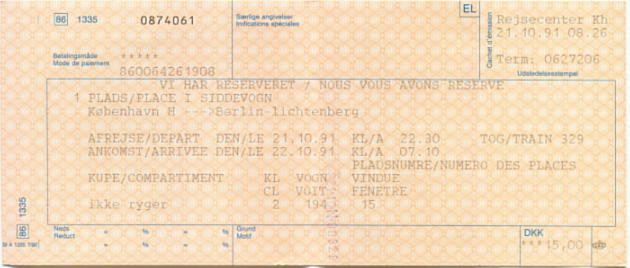 86 1335 0874061
Særlige angivelser
Indications spéciales
EL
Cachet d'émission
Rejsecenter Kh
21.10.91 08.26
Term: 0627206
Udstedelsesstempel
Betalingsmåde
Mode de paiement
*****
860064261908
VI HAR RESERVERET / NOUS VOUS AVONS RESERVE
1 PLADS/PLACE I SIDDEVOGN
København H --->Berlin-lichtenberg
AFREJSE/DEPART DEN/LE 21.10.91 KL/A 22.30 TOG/TRAIN 329
ANKOMST/ARRIVEE DEN/LE 22.10.91 KL/A 07.10
PLADSNUMRE/NUMERO DES PLACES
KUPE/COMPARTIMENT KL VOGN VINDUE
CL VOIT FENETRE
ikke ryger 2 194 15
86 1335
Neds
Reduct
% % % %
Grund
Motif
DKK
***15,00